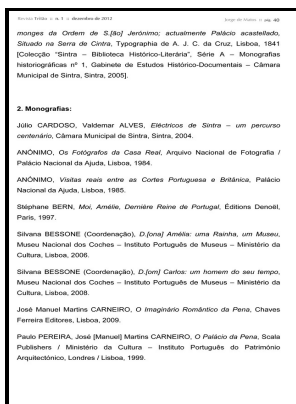 Revista Tritão n. 1 dezembro de 2012
Jorge de Matos pág. 40
monges da Ordem de S.[ão] Jerónimo; actualmente Palácio acastellado,
Situado na Serra de Cintra, Typographia de A. J. C. da Cruz, Lisboa, 1841
[Colecção "Sintra – Biblioteca Histórico-Literária", Série A – Monografias
historiográficas nº 1, Gabinete de Estudos Histórico-Documentais – Câmara
Municipal de Sintra, Sintra, 2005].
2. Monografias:
Júlio CARDOSO, Valdemar ALVES, Eléctricos de Sintra – um percurso
centenário, Câmara Municipal de Sintra, Sintra, 2004.
ANÓNIMO, Os Fotógrafos da Casa Real, Arquivo Nacional de Fotografia /
Palácio Nacional da Ajuda, Lisboa, 1984.
ANÓNIMO, Visitas reais entre as Cortes Portuguesa e Britânica, Palácio
Nacional da Ajuda, Lisboa, 1985.
Stéphane BERN, Moi, Amélie, Dernière Reine de Portugal, Éditions Denoël,
Paris, 1997.
Silvana BESSONE (Coordenação), D.[ona] Amélia: uma Rainha, um Museu,
Museu Nacional dos Coches – Instituto Português de Museus – Ministério da
Cultura, 2006.
Silvana BESSONE (Coordenação), D.[om] Carlos: um homem do seu tempo,
Museu Nacional dos Coches – Instituto Português de Museus – Ministério da
Cultura, Lisboa, 2008.
José Manuel Martins CARNEIRO, O Imaginário Romântico da Pena, Chaves
Ferreira Editores, Lisboa, 2009.
Paulo PEREIRA, José [Manuel] Martins CARNEIRO, O Palácio da Pena, Scala
Publishers / Ministério da Cultura – Instituto Português do Património
Arquitectónico, Londres / Lisboa, 1999.